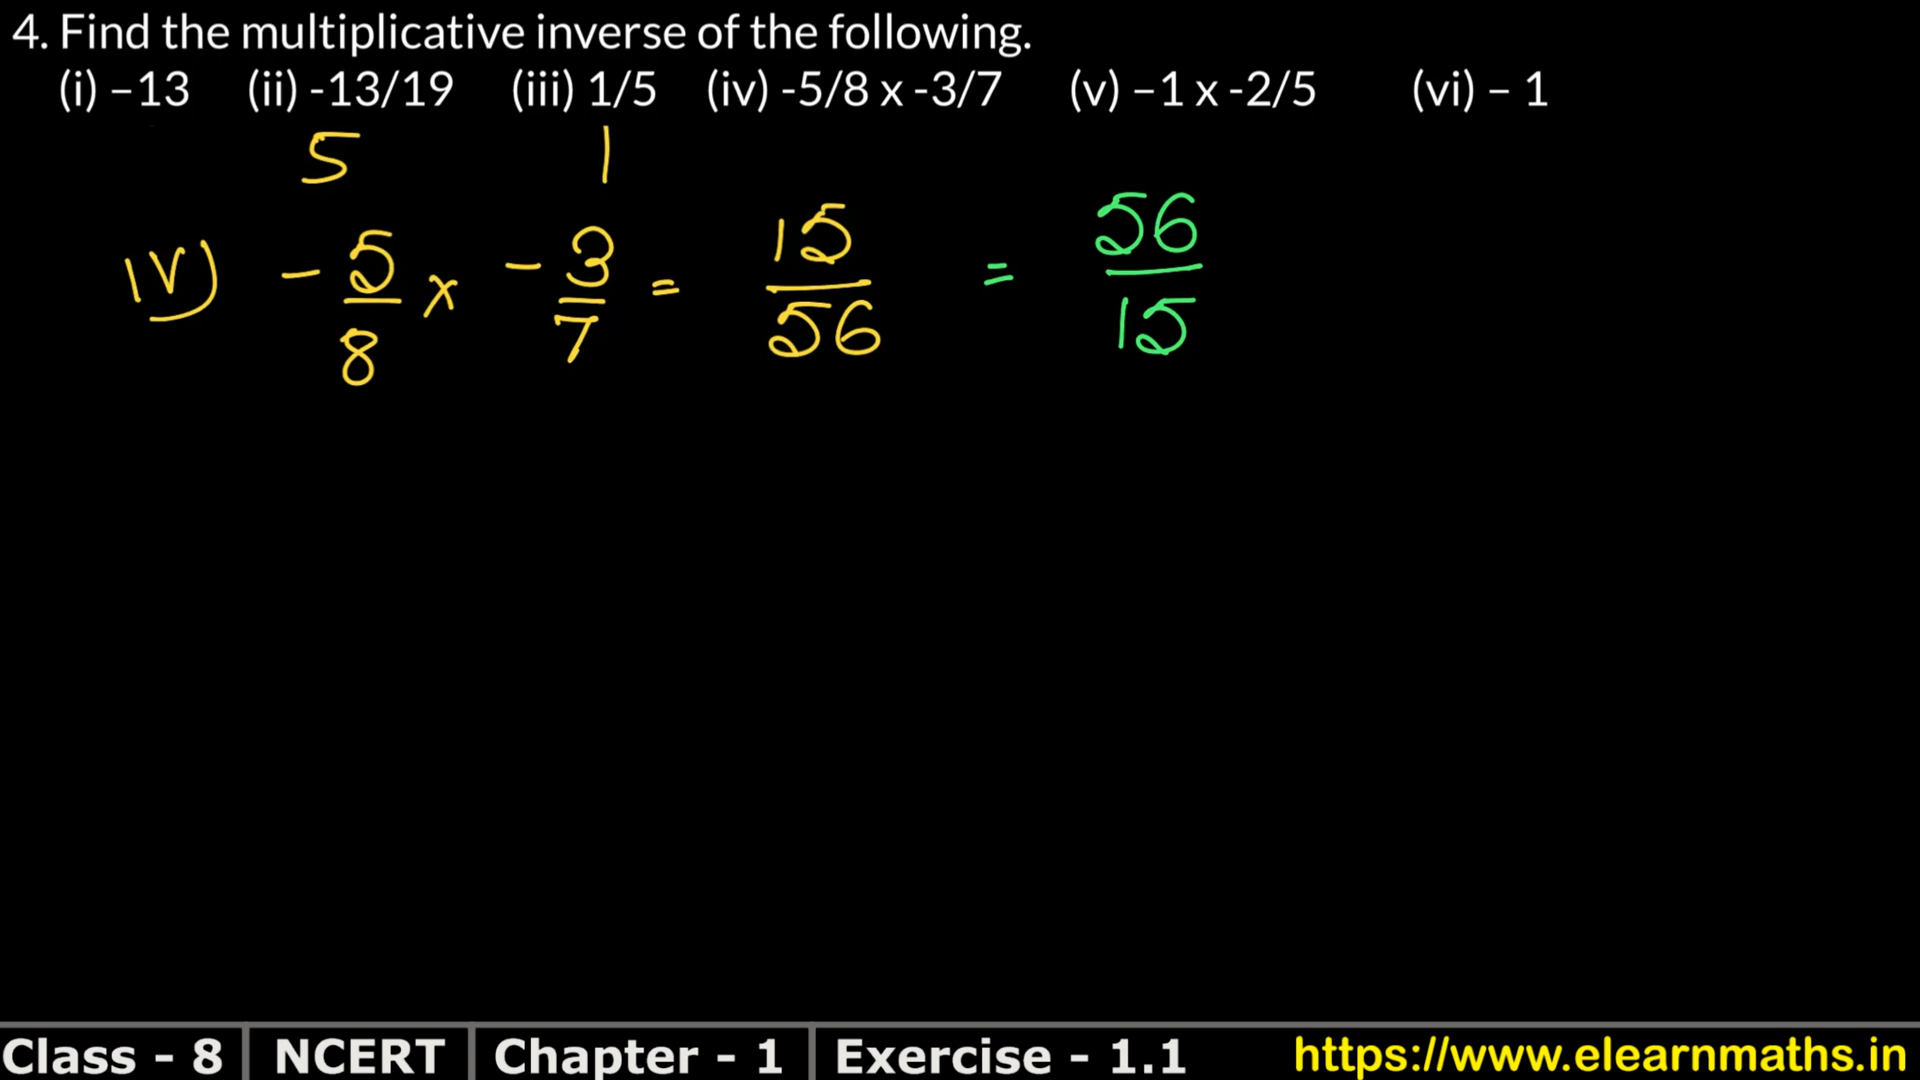 4. Find the multiplicative inverse of the following.
(i) –13 (ii) -13/19 (iii) 1/5 (iv) -5/8 x -3/7 (v) –1 x -2/5 (vi) – 1
5 1
iv) - 5/8 x - 3/7 = 15/56 = 56/15
Class - 8 NCERT Chapter - 1 Exercise - 1.1 https://www.elearnmaths.in